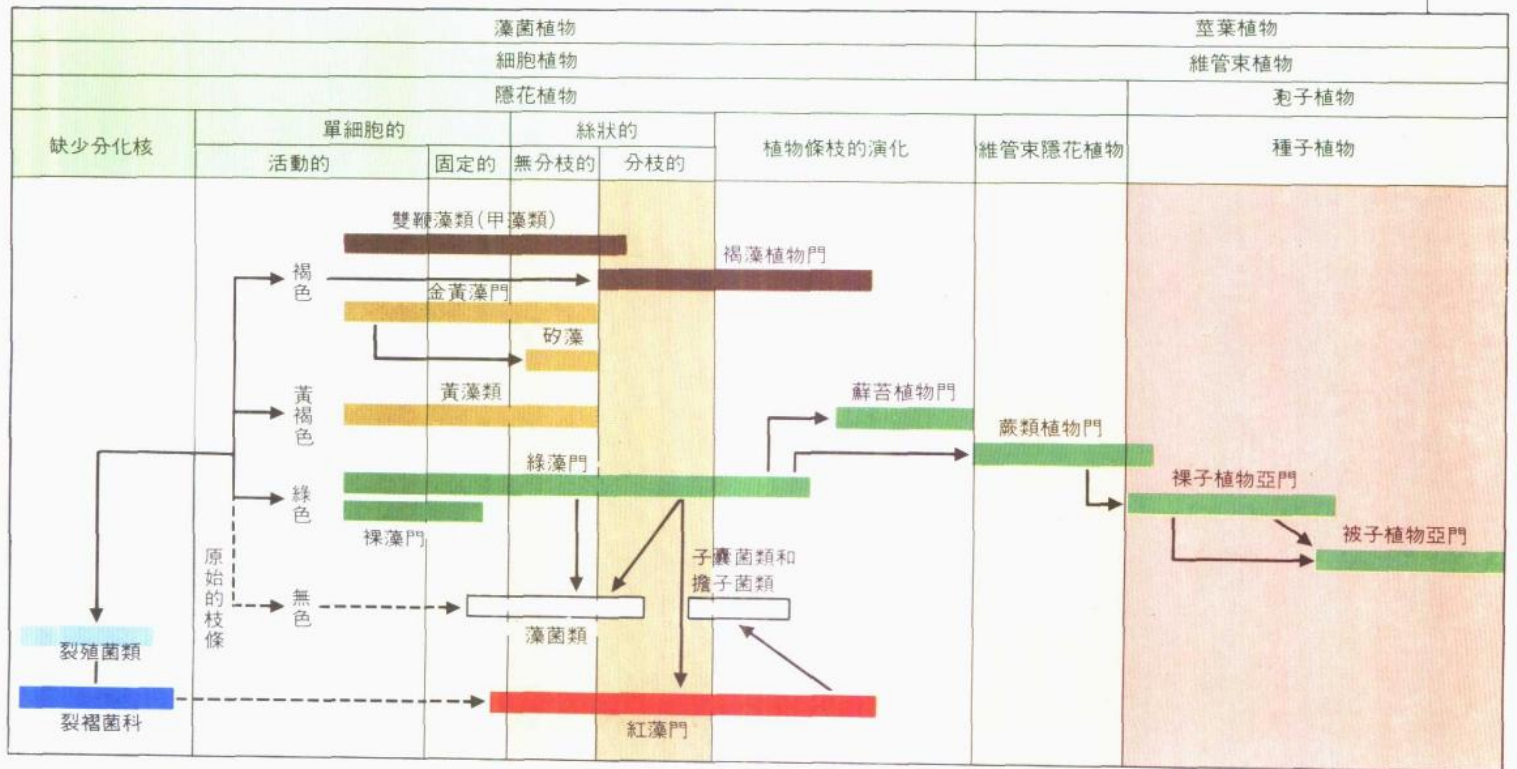 藻菌植物
莖葉植物
細胞植物
維管束植物
隱花植物
孢子植物
缺少分化核
單細胞的
絲狀的
植物條枝的演化
維管束隱花植物
種子植物
活動的
固定的
無分枝的
分枝的
雙鞭藻類(甲藻類)
褐藻植物門
褐色
金黃藻門
矽藻
黃褐色
黃藻類
蘚苔植物門
蕨類植物門
綠藻門
綠色
裸藻門
裸子植物亞門
被子植物亞門
原始的枝條
無色
子囊菌類和
擔子菌類
藻菌類
裂殖菌類
裂褶菌科
紅藻門